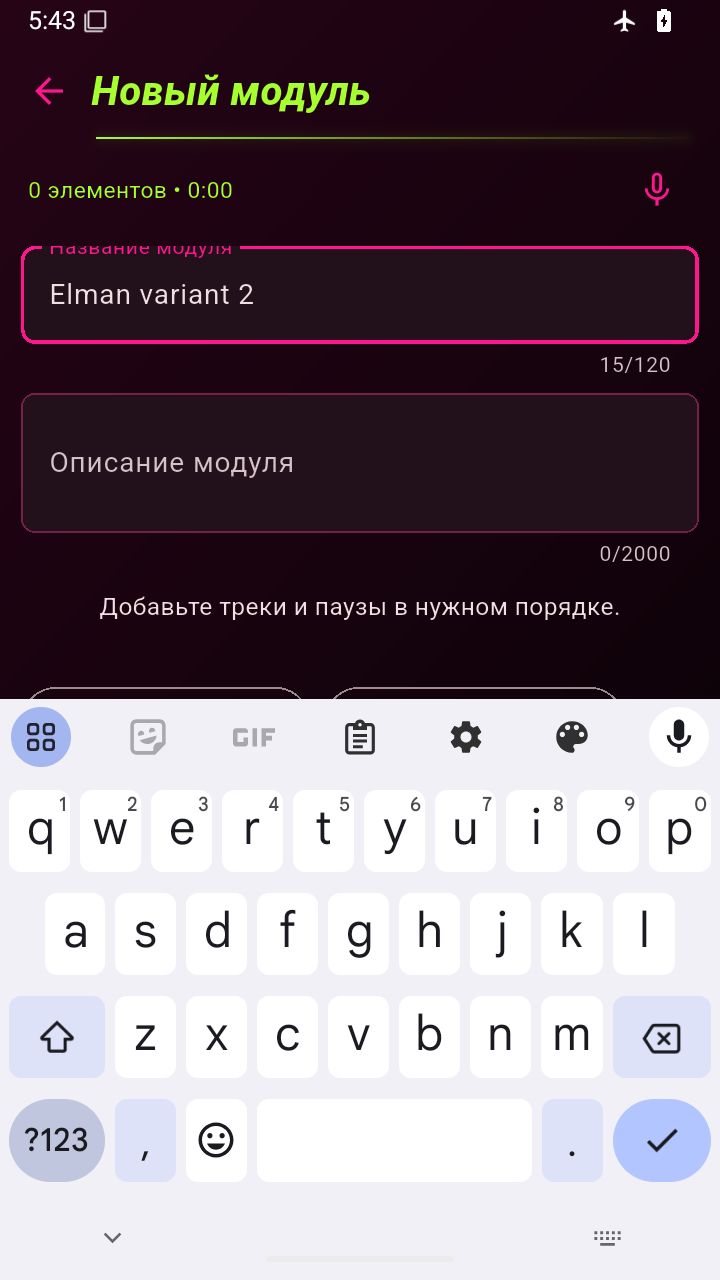 5:43
Новый модуль
0 элементов • 0:00
Название модуля
Elman variant 2
15/120
Описание модуля
0/2000
Добавьте треки и паузы в нужном порядке.
GIF
q 1 w 2 e 3 r 4 t 5 y 6 u 7 i 8 o 9 p 0
a s d f g h j k l
z x c v b n m
?123 , .